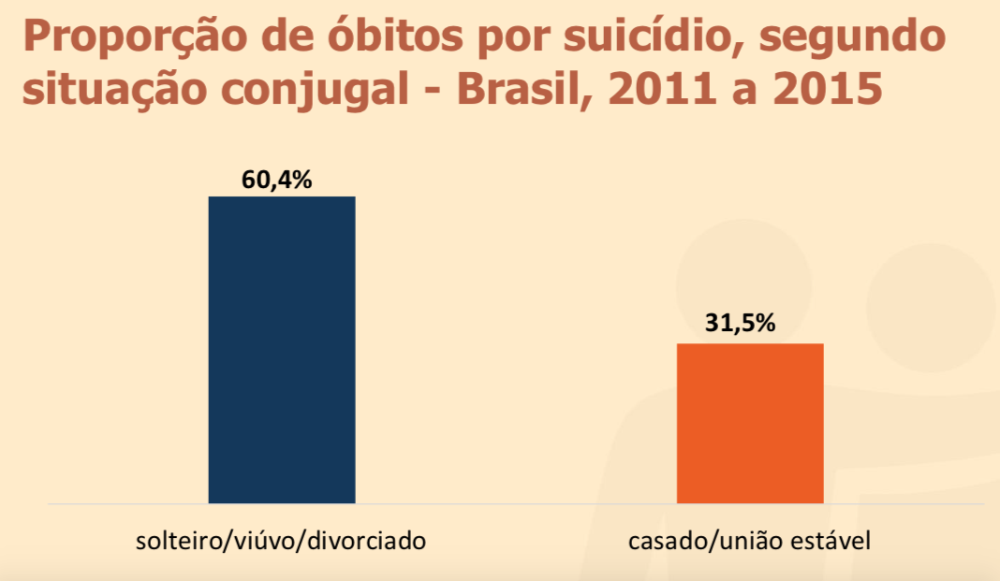 Proporção de óbitos por suicídio, segundo
situação conjugal - Brasil, 2011 a 2015
60,4%
31,5%
solteiro/viúvo/divorciado
casado/união estável